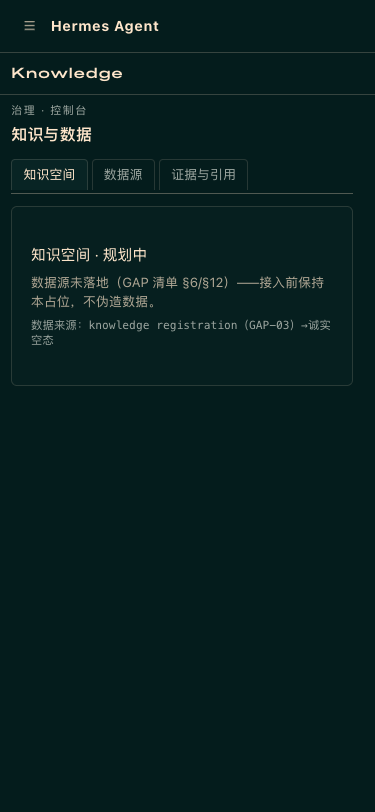 ☰ Hermes Agent
Knowledge
治理 · 控制台
知识与数据
知识空间 数据源 证据与引用
知识空间 · 规划中
数据源未落地（GAP 清单 §6/§12）——接入前保持
本占位，不伪造数据。
数据来源: knowledge registration（GAP-03）→诚实
空态